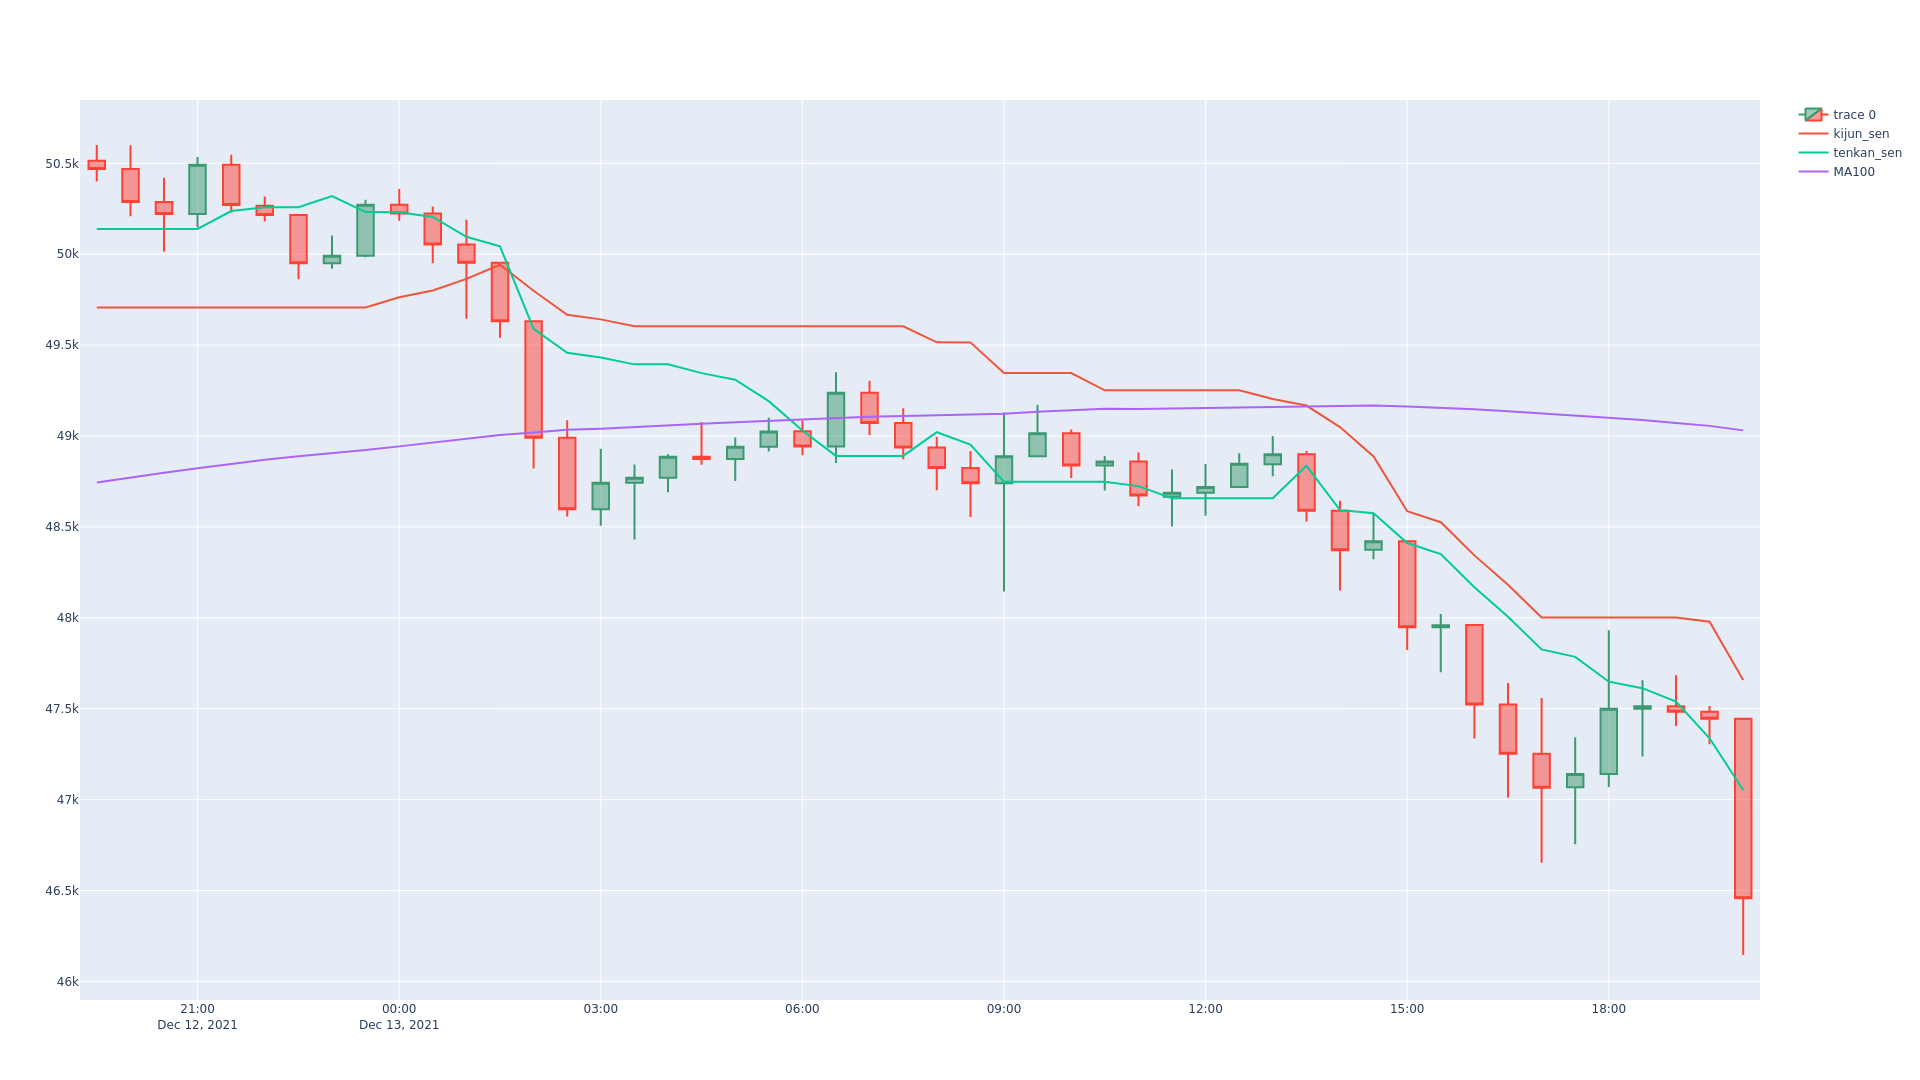 trace 0
kijun_sen
tenkan_sen
MA100
50.5k
50k
49.5k
49k
48.5k
48k
47.5k
47k
46.5k
46k
21:00 00:00 03:00 06:00 09:00 12:00 15:00 18:00
Dec 12, 2021 Dec 13, 2021